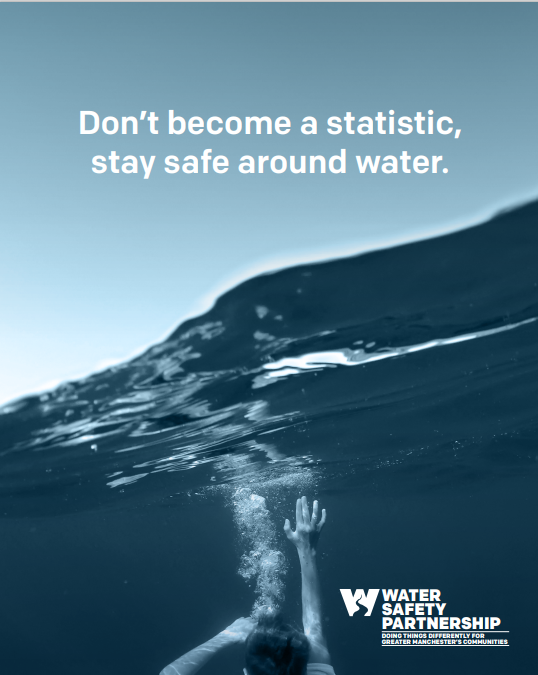 Don’t become a statistic,
stay safe around water.
WATER
SAFETY
PARTNERSHIP
DOING THINGS DIFFERENTLY FOR
GREATER MANCHESTER'S COMMUNITIES